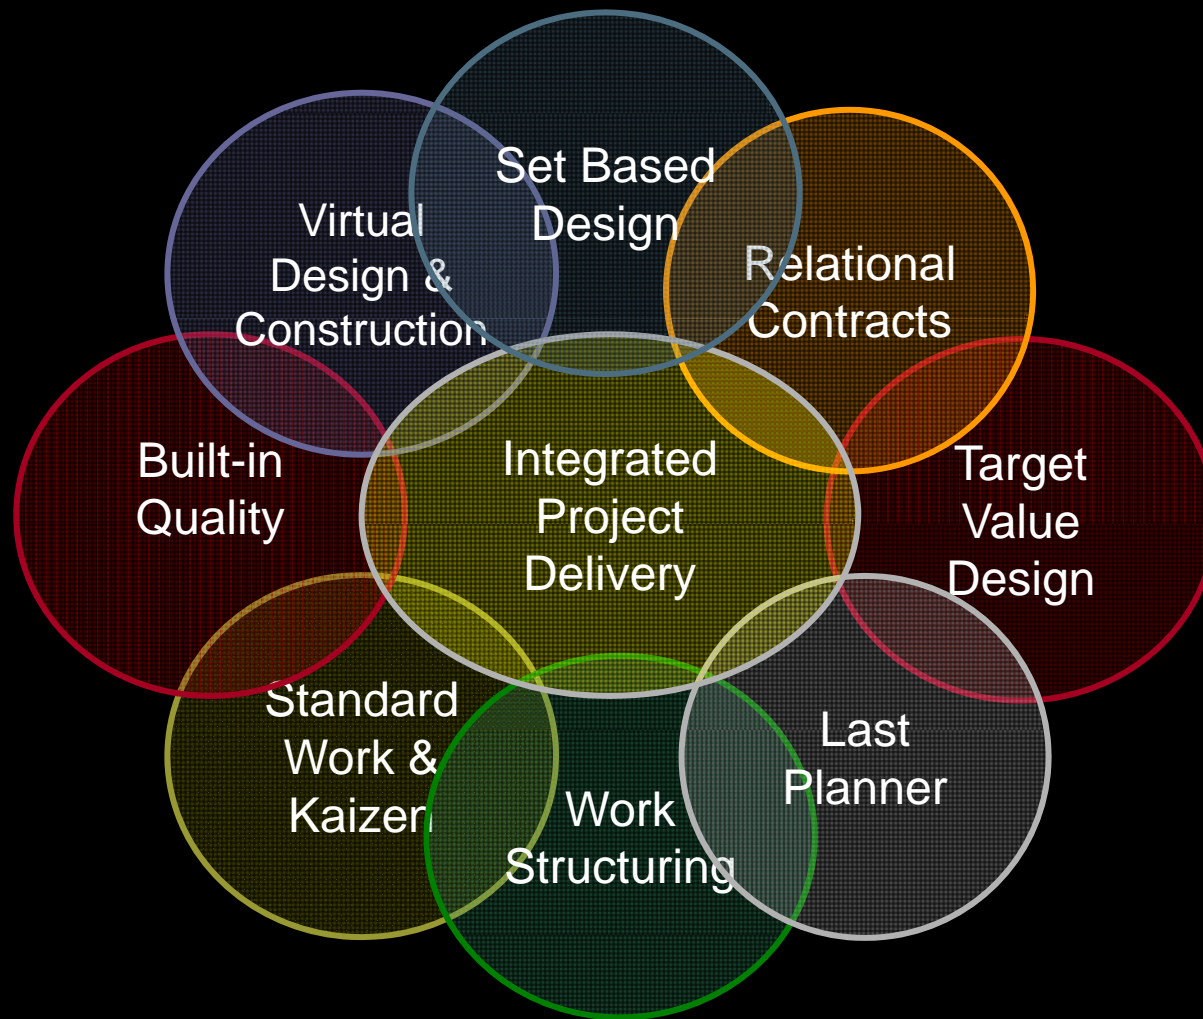 Set Based
Design
Virtual
Design &
Construction
Relational
Contracts
Built-in
Quality
Integrated
Project
Delivery
Target
Value
Design
Standard
Work &
Kaizen
Work
Structuring
Last
Planner